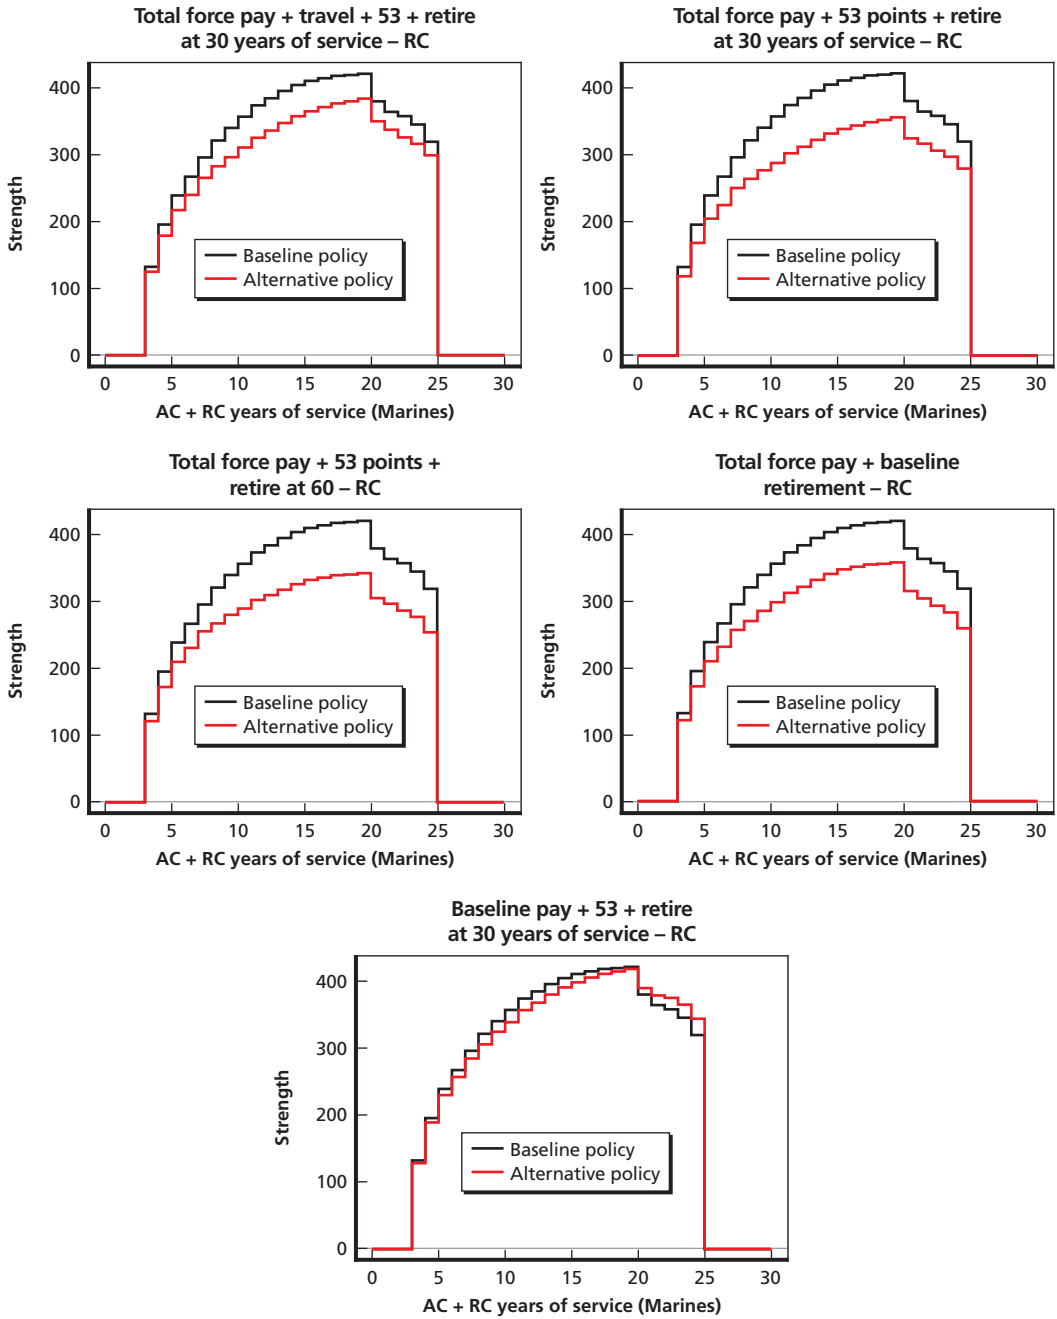 Total force pay + travel + 53 + retire
at 30 years of service – RC
400
300
200
100
0
Strength
Baseline policy
Alternative policy
0 5 10 15 20 25 30
AC + RC years of service (Marines)
Total force pay + 53 points + retire
at 30 years of service – RC
400
300
200
100
0
Strength
Baseline policy
Alternative policy
0 5 10 15 20 25 30
AC + RC years of service (Marines)
Total force pay + 53 points +
retire at 60 – RC
400
300
200
100
0
Strength
Baseline policy
Alternative policy
0 5 10 15 20 25 30
AC + RC years of service (Marines)
Total force pay + baseline
retirement – RC
400
300
200
100
0
Strength
Baseline policy
Alternative policy
0 5 10 15 20 25 30
AC + RC years of service (Marines)
Baseline pay + 53 + retire
at 30 years of service – RC
400
300
200
100
0
Strength
Baseline policy
Alternative policy
0 5 10 15 20 25 30
AC + RC years of service (Marines)